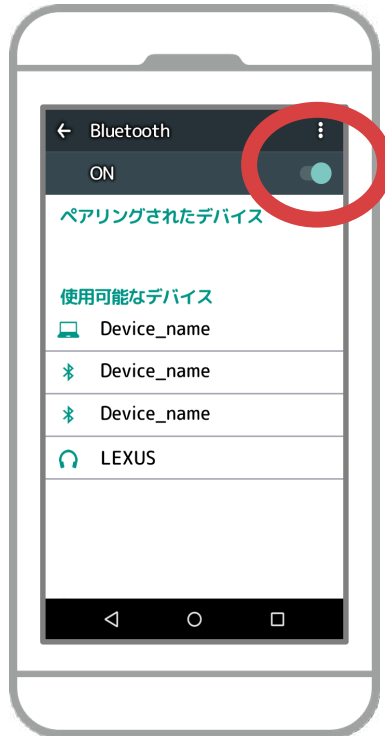 Bluetooth
ON
ペアリングされたデバイス
使用可能なデバイス
Device_name
Device_name
Device_name
LEXUS